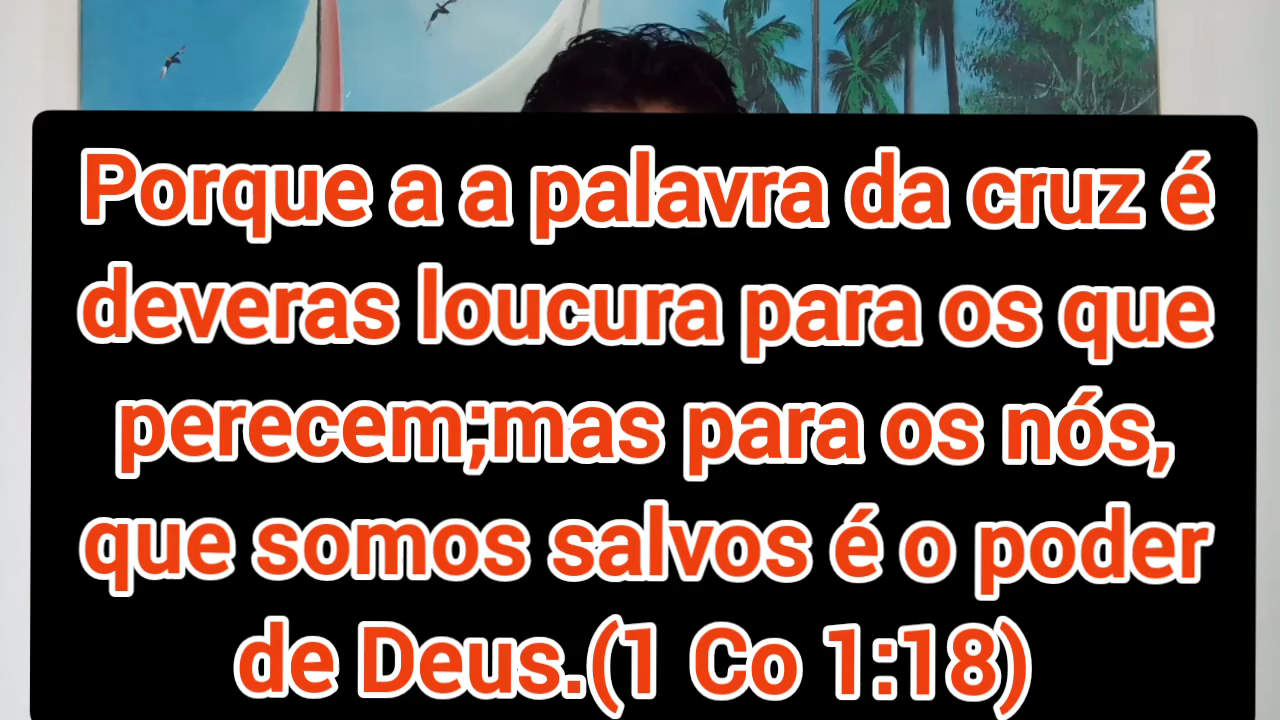 Porque a a palavra da cruz é
deveras loucura para os que
perecem;mas para os nós,
que somos salvos é o poder
de Deus.(1 Co 1:18)